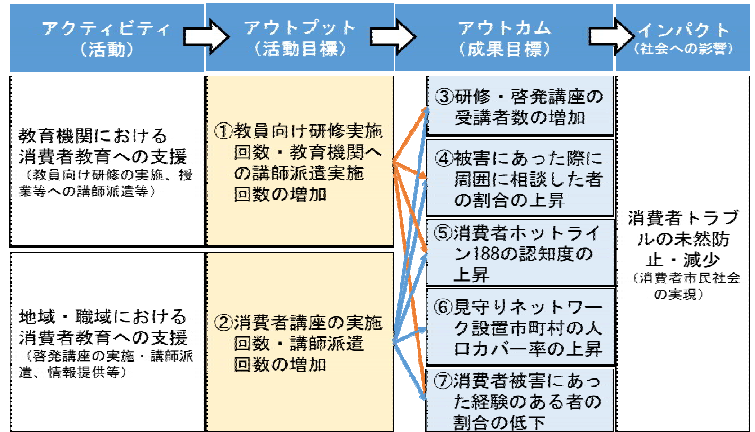 アクティビティ
（活動）
アウトプット
（活動目標）
アウトカム
（成果目標）
インパクト
（社会への影響）
教育機関における
消費者教育への支援
（教員向け研修の実施、授
業等への講師派遣等）
①教員向け研修実施
回数・教育機関へ
の講師派遣実施
回数の増加
地域・職域における
消費者教育への支援
（啓発講座の実施・講師派
遣、情報提供等）
②消費者講座の実施
回数・講師派遣
回数の増加
③研修・啓発講座の
受講者数の増加
④被害にあった際に
周囲に相談した者
の割合の上昇
⑤消費者ホットライ
ン188の認知度の
上昇
⑥見守りネットワー
ク設置市町村の人
口カバー率の上昇
⑦消費者被害にあっ
た経験のある者の
割合の低下
消費者トラブ
ルの未然防
止・減少
（消費者市民社会
の実現）